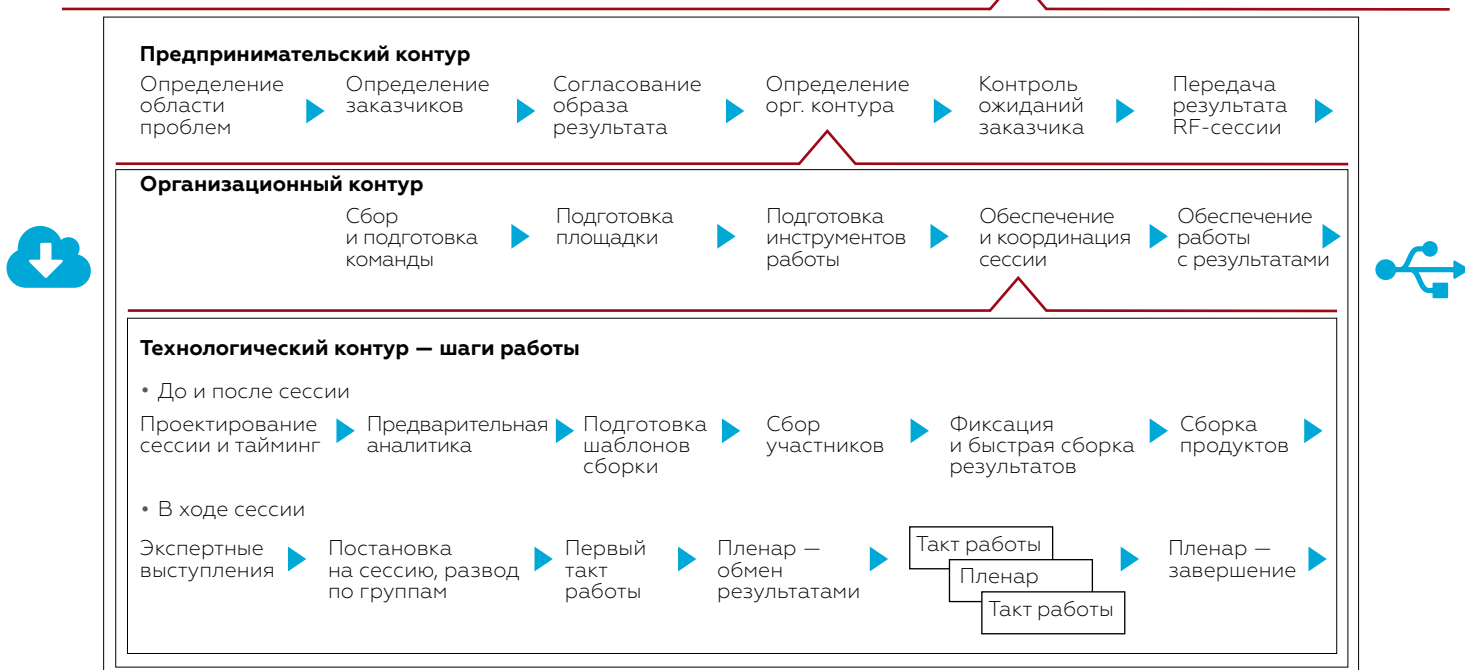 Предпринимательский контур
Определение
области
проблем
Определение
заказчиков
Согласование
образа
результата
Определение
орг. контура
Контроль
ожиданий
заказчика
Передача
результата
RF-сессии
Организационный контур
Сбор
и подготовка
команды
Подготовка
площадки
Подготовка
инструментов
работы
Обеспечение
и координация
сессии
Обеспечение
работы
с результатами
Технологический контур — шаги работы
• До и после сессии
Проектирование
сессии и тайминг
Предварительная
аналитика
Подготовка
шаблонов
сборки
Сбор
участников
Фиксация
и быстрая сборка
результатов
Сборка
продуктов
• В ходе сессии
Экспертные
выступления
Постановка
на сессию, развод
по группам
Первый
такт
работы
Пленар —
обмен
результатами
Такт работы
Пленар
Такт работы
Пленар —
завершение